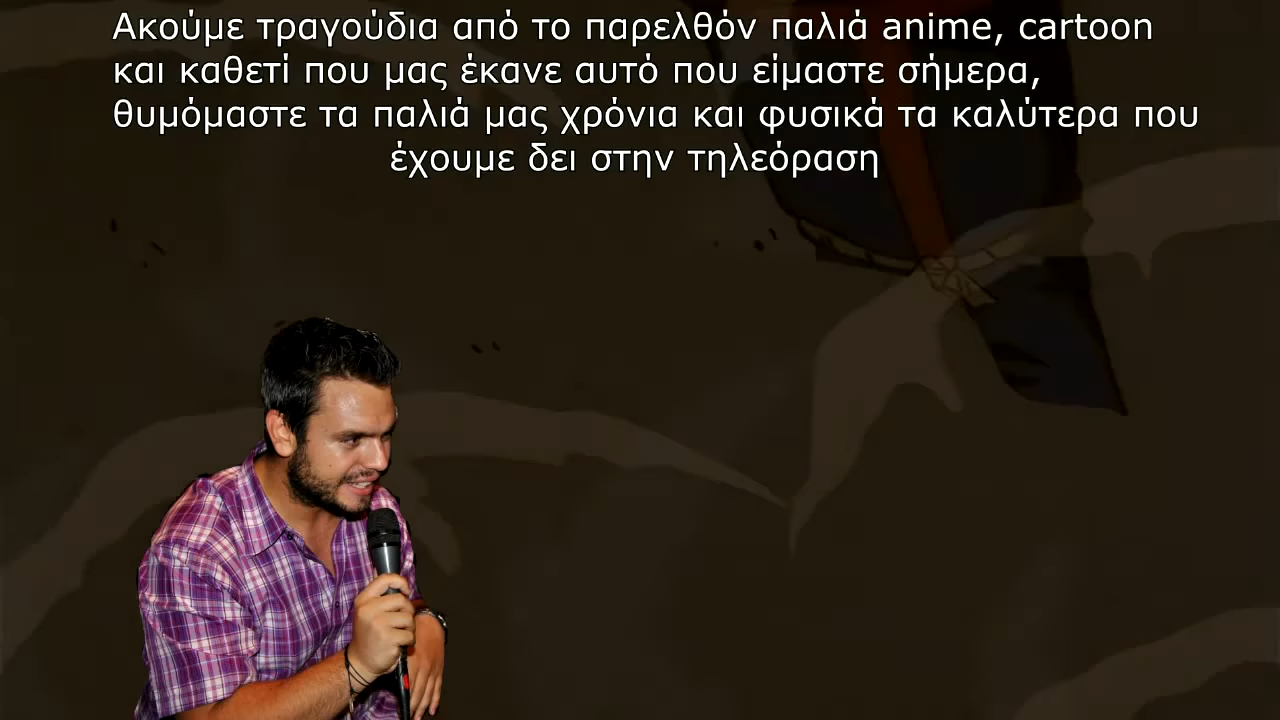 Ακούμε τραγούδια από το παρελθόν παλιά anime, cartoon
και καθετί που μας έκανε αυτό που είμαστε σήμερα,
θυμόμαστε τα παλιά μας χρόνια και φυσικά τα καλύτερα που
έχουμε δει στην τηλεόραση